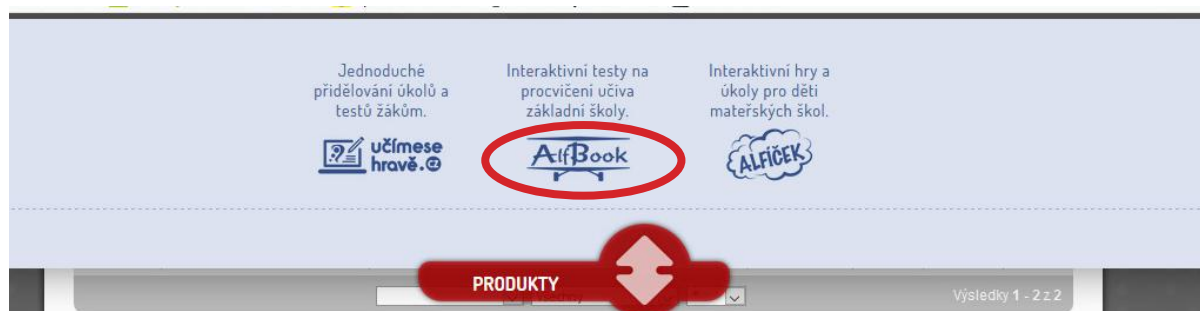 Jednoduché
přidělování úkolů a
testů žákům.
učímese
hravě.cz
Interaktivní testy na
procvičení učiva
základní školy.
AlfBook
Interaktivní hry a
úkoly pro děti
mateřských škol.
ALFÍČEK
PRODUKTY
Výsledky 1 - 2 z 2